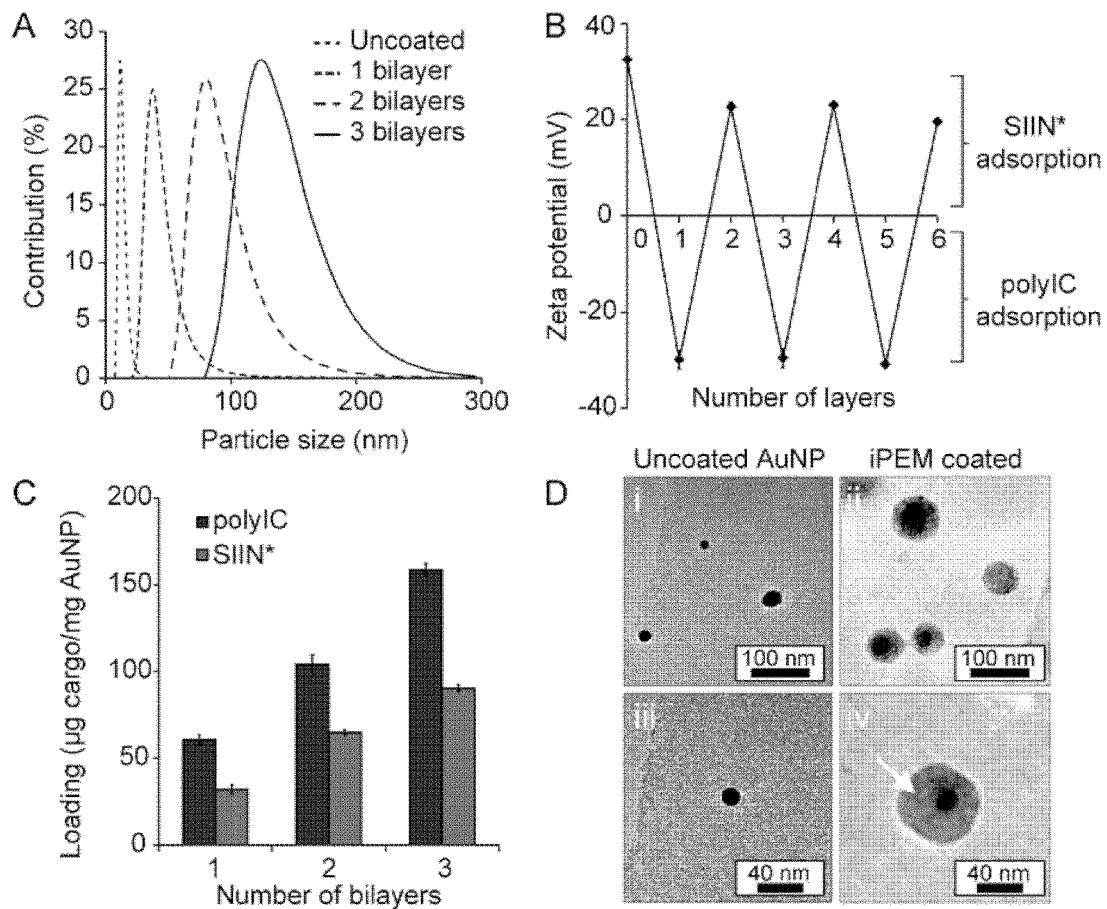 A
Contribution (%)
30
25
20
15
10
5
0
0 100 200 300
Particle size (nm)
Uncoated
1 bilayer
2 bilayers
3 bilayers
B
Zeta potential (mV)
40
20
0
-20
-40
0 1 2 3 4 5 6
Number of layers
SIIN*
adsorption
polyIC
adsorption
C
Loading (µg cargo/mg AuNP)
200
150
100
50
0
polyIC
SIIN*
1 2 3
Number of bilayers
D
Uncoated AuNP iPEM coated
i
ii
100 nm
100 nm
iii
iv
40 nm
40 nm